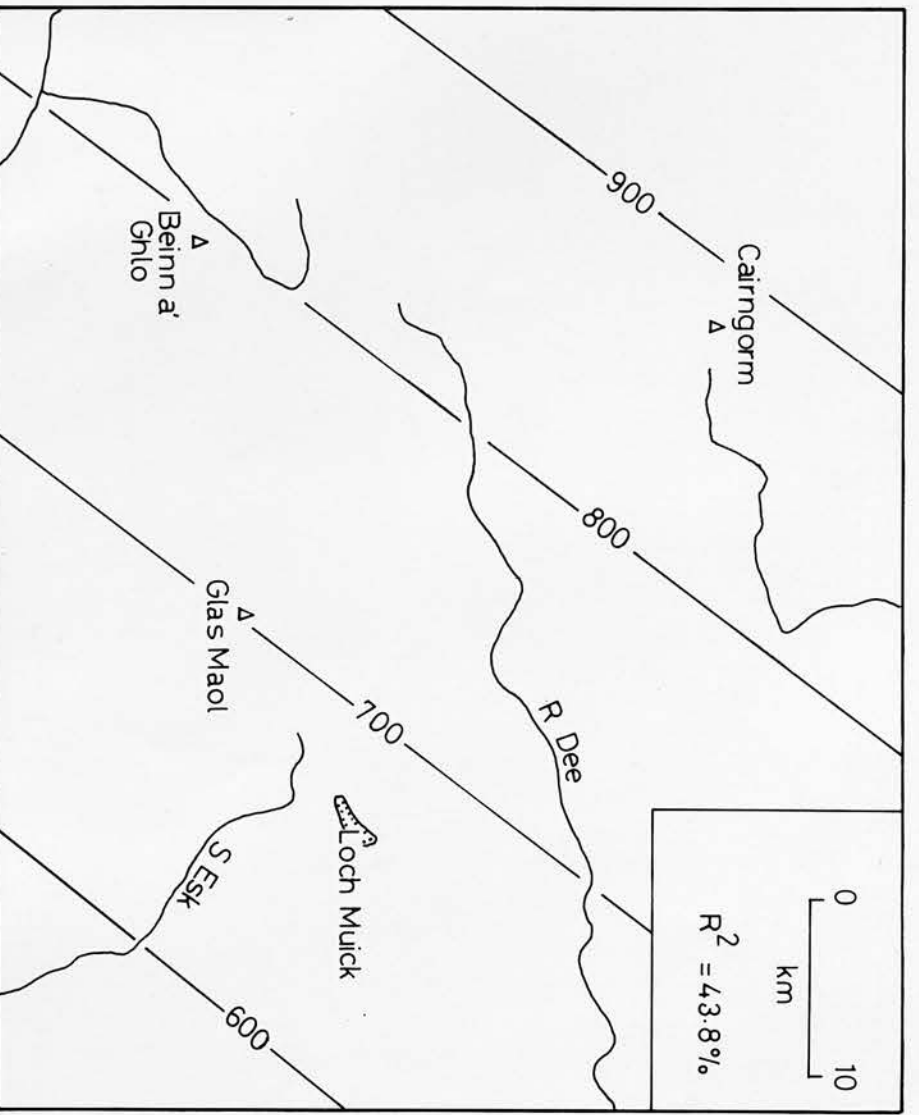 0 10
km
R² = 43·8%
Cairngorm
900
800
R Dee
700
Loch Muick
Beinn a'
Ghlo
Glas Maol
S Esk
600